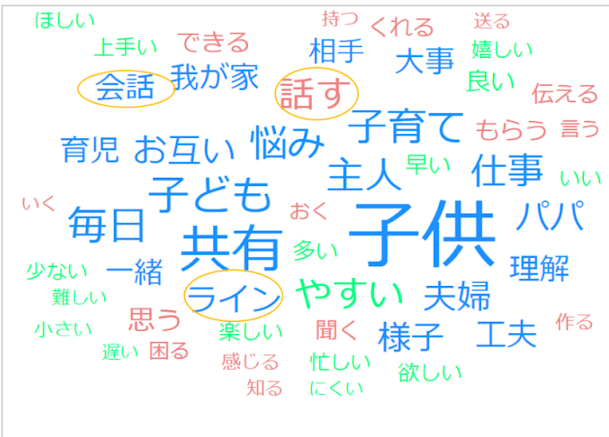 ほしい 持つ くれる 送る
上手い できる 相手 大事 嬉しい
会話 我が家 話す 良い 伝える
育児 お互い 悩み 子育て もらう 言う
子ども 主人 早い 仕事 いい
いく 毎日 共有 おく 子供 パパ
少ない 一緒 多い 理解
難しい ライン やすい 夫婦
小さい 思う 楽しい 聞く 様子 工夫 作る
遅い 困る 感じる 忙しい 欲しい
知る にくい